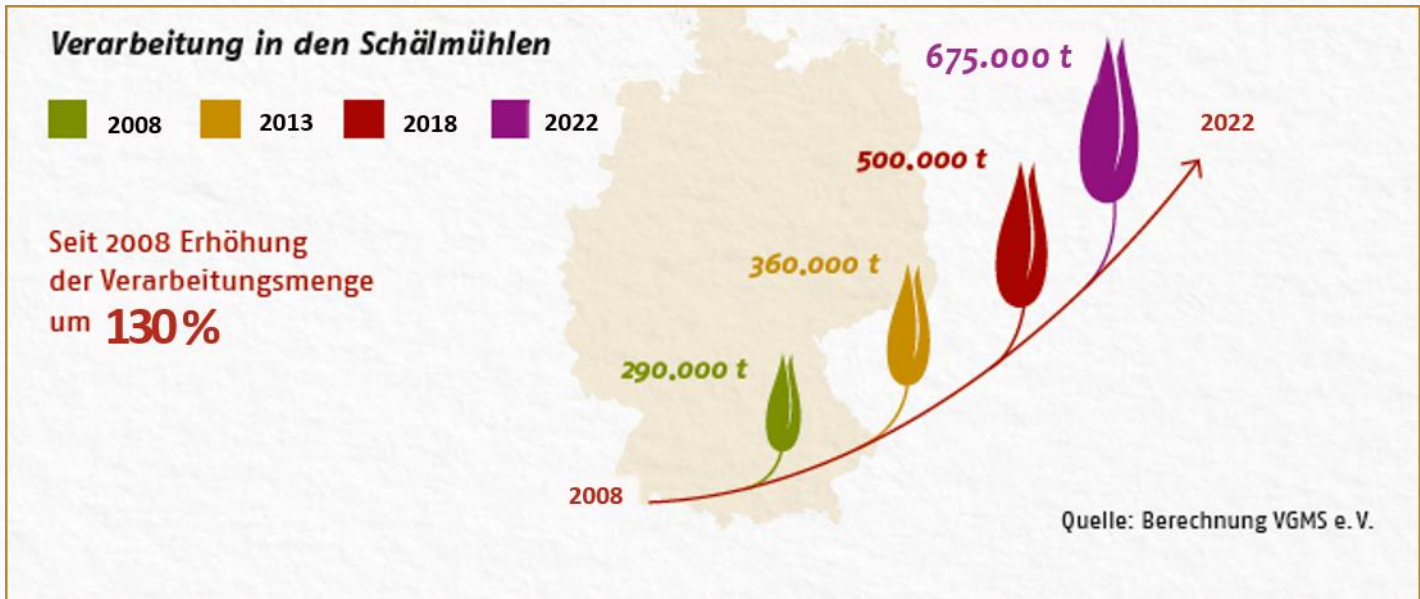 Verarbeitung in den Schälmühlen
2008 2013 2018 2022
Seit 2008 Erhöhung
der Verarbeitungsmenge
um 130%
675.000 t
2022
500.000 t
360.000 t
290.000 t
2008
Quelle: Berechnung VGMS e.V.